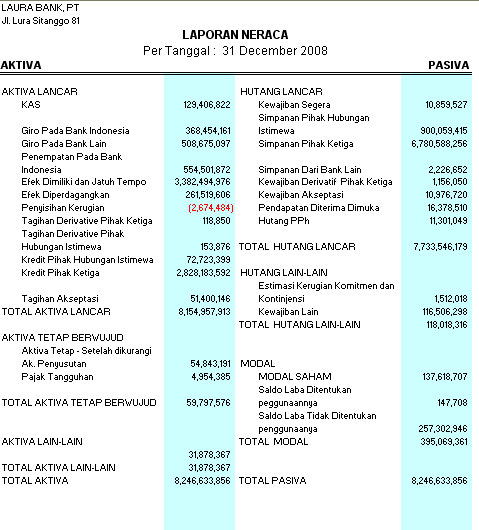 LAURA BANK, PT
Jl. Lura Sitanggo 81
LAPORAN NERACA
Per Tanggal : 31 December 2008
AKTIVA PASIVA
AKTIVA LANCAR HUTANG LANCAR
KAS 129,406,822 Kewajiban Segera 10,859,527
Simpanan Pihak Hubungan
Giro Pada Bank Indonesia 368,454,161 Istimewa 900,059,415
Giro Pada Bank Lain 508,675,097 Simpanan Pihak Ketiga 6,780,588,256
Penempatan Pada Bank
Indonesia 554,501,872 Simpanan Dari Bank Lain 2,226,652
Efek Dimiliki dan Jatuh Tempo 3,382,494,976 Kewajiban Derivatif Pihak Ketiga 1,156,050
Efek Diperdagangkan 261,519,606 Kewajiban Akseptasi 10,976,720
Penyisihan Kerugian (2,674,484) Pendapatan Diterima Dimuka 16,378,510
Tagihan Derivative Pihak Ketiga 118,850 Hutang PPh 11,301,049
Tagihan Derivative Pihak
Hubungan Istimewa 153,876 TOTAL HUTANG LANCAR 7,733,546,179
Kredit Pihak Hubungan Istimewa 72,723,399
Kredit Pihak Ketiga 2,828,183,592 HUTANG LAIN-LAIN
Estimasi Kerugian Komitmen dan
Tagihan Akseptasi 51,400,146 Kontinjensi 1,512,018
TOTAL AKTIVA LANCAR 8,154,957,913 Kewajiban Lain 116,506,298
TOTAL HUTANG LAIN-LAIN 118,018,316
AKTIVA TETAP BERWUJUD
Aktiva Tetap - Setelah dikurangi
Ak. Penyusutan 54,843,191 MODAL
Pajak Tangguhan 4,954,385 MODAL SAHAM 137,618,707
Saldo Laba Ditentukan
TOTAL AKTIVA TETAP BERWUJUD 59,797,576 peggunaannya 147,708
Saldo Laba Tidak Ditentukan
penggunaanya 257,302,946
AKTIVA LAIN-LAIN TOTAL MODAL 395,069,361
31,878,367
TOTAL AKTIVA LAIN-LAIN 31,878,367
TOTAL AKTIVA 8,246,633,856 TOTAL PASIVA 8,246,633,856